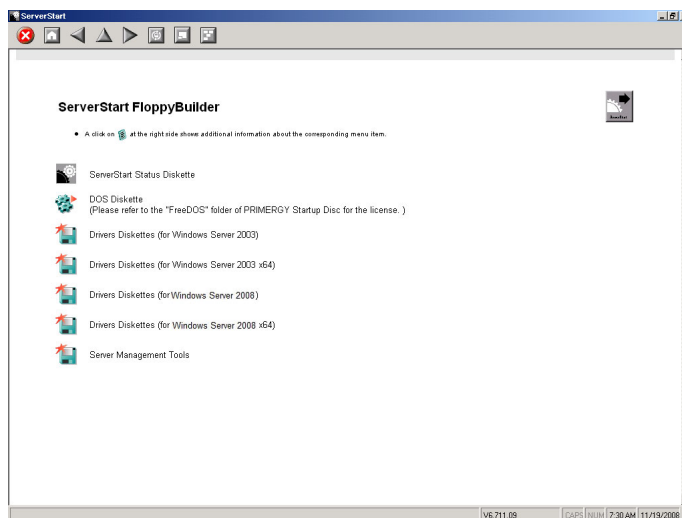 ServerStart
ServerStart FloppyBuilder
• A click on at the right side shows additional information about the corresponding menu item.
ServerStart
ServerStart Status Diskette
DOS Diskette
(Please refer to the "FreeDOS" folder of PRIMERGY Startup Disc for the license. )
Drivers Diskettes (for Windows Server 2003)
Drivers Diskettes (for Windows Server 2003 x64)
Drivers Diskettes (for Windows Server 2008)
Drivers Diskettes (for Windows Server 2008 x64)
Server Management Tools
V6.711.09 CAPS NUM 7:30 AM 11/19/2008